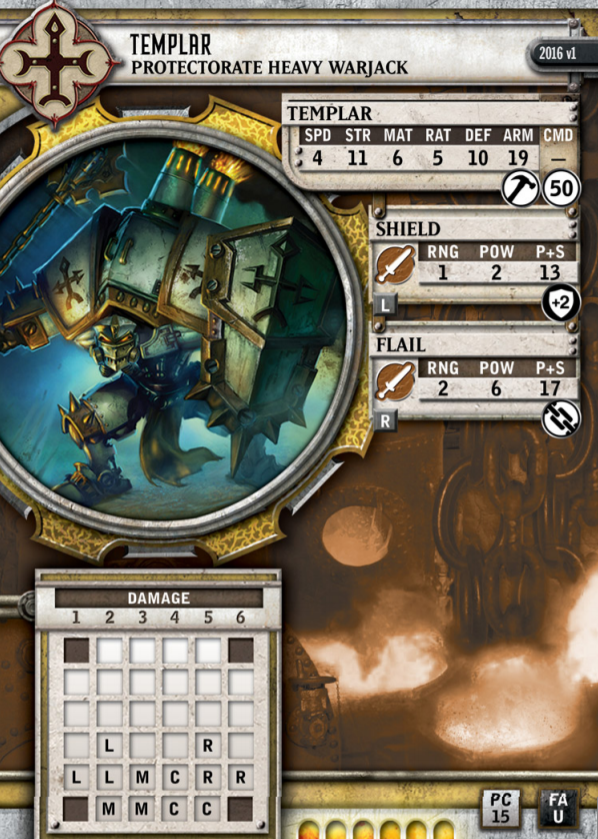 TEMPLAR
PROTECTORATE HEAVY WARJACK
2016 v1
TEMPLAR
SPD STR MAT RAT DEF ARM CMD
4 11 6 5 10 19 —
50
SHIELD
RNG POW P+S
1 2 13
L
+2
FLAIL
RNG POW P+S
2 6 17
R
DAMAGE
1 2 3 4 5 6
L R
L L M C R R
M M C C
PC
15
FA
U